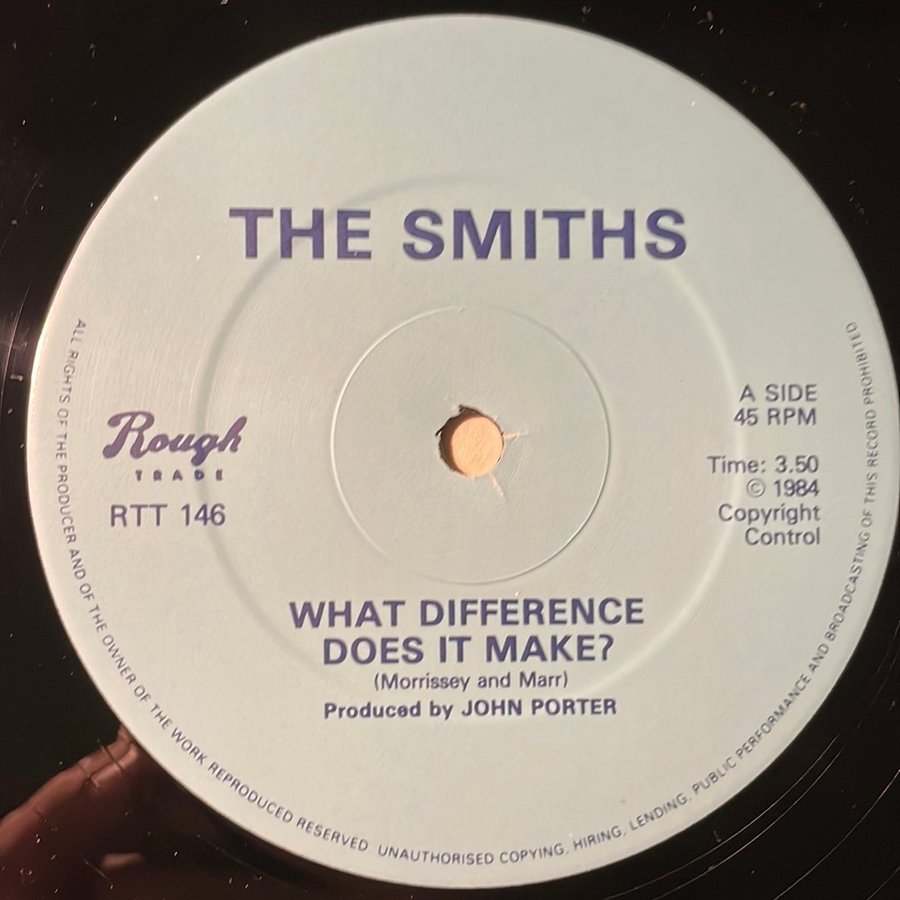 THE SMITHS
Rough
TRADE
RTT 146
A SIDE
45 RPM
Time: 3.50
© 1984
Copyright
Control
WHAT DIFFERENCE
DOES IT MAKE?
(Morrissey and Marr)
Produced by JOHN PORTER
ALL RIGHTS OF THE PRODUCER AND OF THE OWNER OF THE WORK REPRODUCED RESERVED. UNAUTHORISED COPYING, HIRING, LENDING, PUBLIC PERFORMANCE AND BROADCASTING OF THIS RECORD PROHIBITED